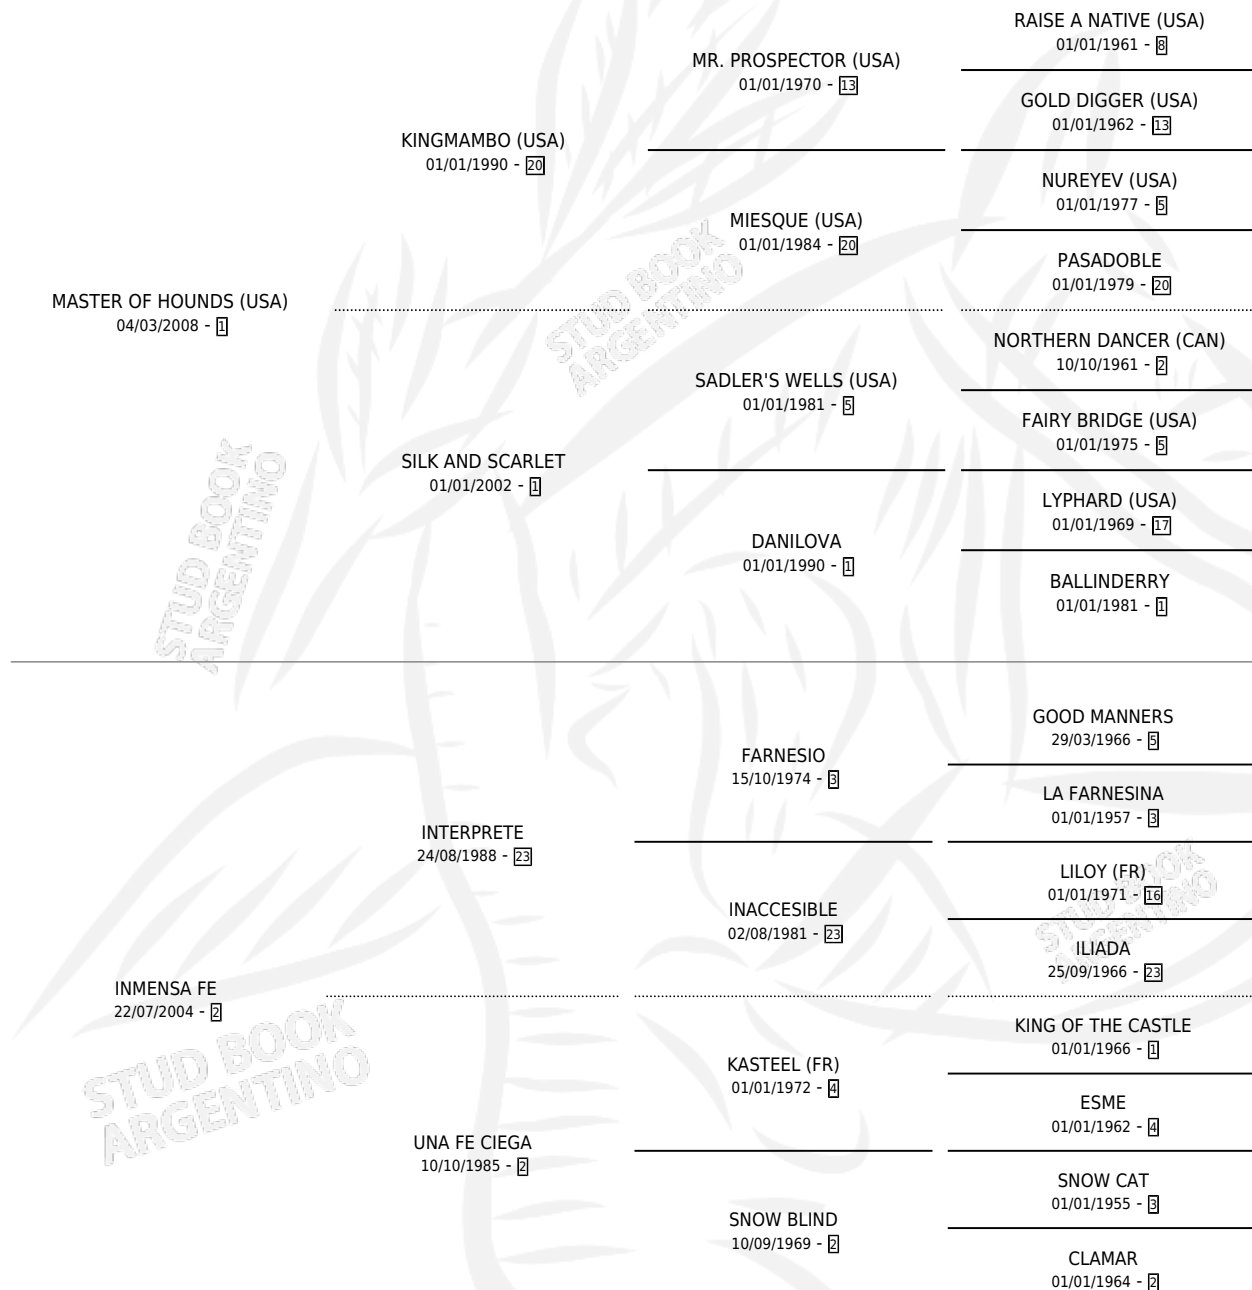 RAISE A NATIVE (USA)
01/01/1961 - 8
MR. PROSPECTOR (USA)
01/01/1970 - 13
GOLD DIGGER (USA)
01/01/1962 - 13
KINGMAMBO (USA)
01/01/1990 - 20
NUREYEV (USA)
01/01/1977 - 5
MIESQUE (USA)
01/01/1984 - 20
PASADOBLE
01/01/1979 - 20
MASTER OF HOUNDS (USA)
04/03/2008 - 1
STUD BOOK
ARGENTINO
NORTHERN DANCER (CAN)
10/10/1961 - 2
SADLER'S WELLS (USA)
01/01/1981 - 5
FAIRY BRIDGE (USA)
01/01/1975 - 5
SILK AND SCARLET
01/01/2002 - 1
LYPHARD (USA)
01/01/1969 - 17
DANILOVA
01/01/1990 - 1
BALLINDERRY
01/01/1981 - 1
STUD BOOK
ARGENTINO
GOOD MANNERS
29/03/1966 - 5
FARNESIO
15/10/1974 - 3
LA FARNESINA
01/01/1957 - 3
INTERPRETE
24/08/1988 - 23
LILOY (FR)
01/01/1971 - 16
INACCESIBLE
02/08/1981 - 23
STUD BOOK
ARGENTINO
ILIADA
25/09/1966 - 23
INMENSA FE
22/07/2004 - 2
STUD BOOK
ARGENTINO
KING OF THE CASTLE
01/01/1966 - 1
KASTEEL (FR)
01/01/1972 - 4
ESME
01/01/1962 - 4
UNA FE CIEGA
10/10/1985 - 2
SNOW CAT
01/01/1955 - 3
SNOW BLIND
10/09/1969 - 2
CLAMAR
01/01/1964 - 2